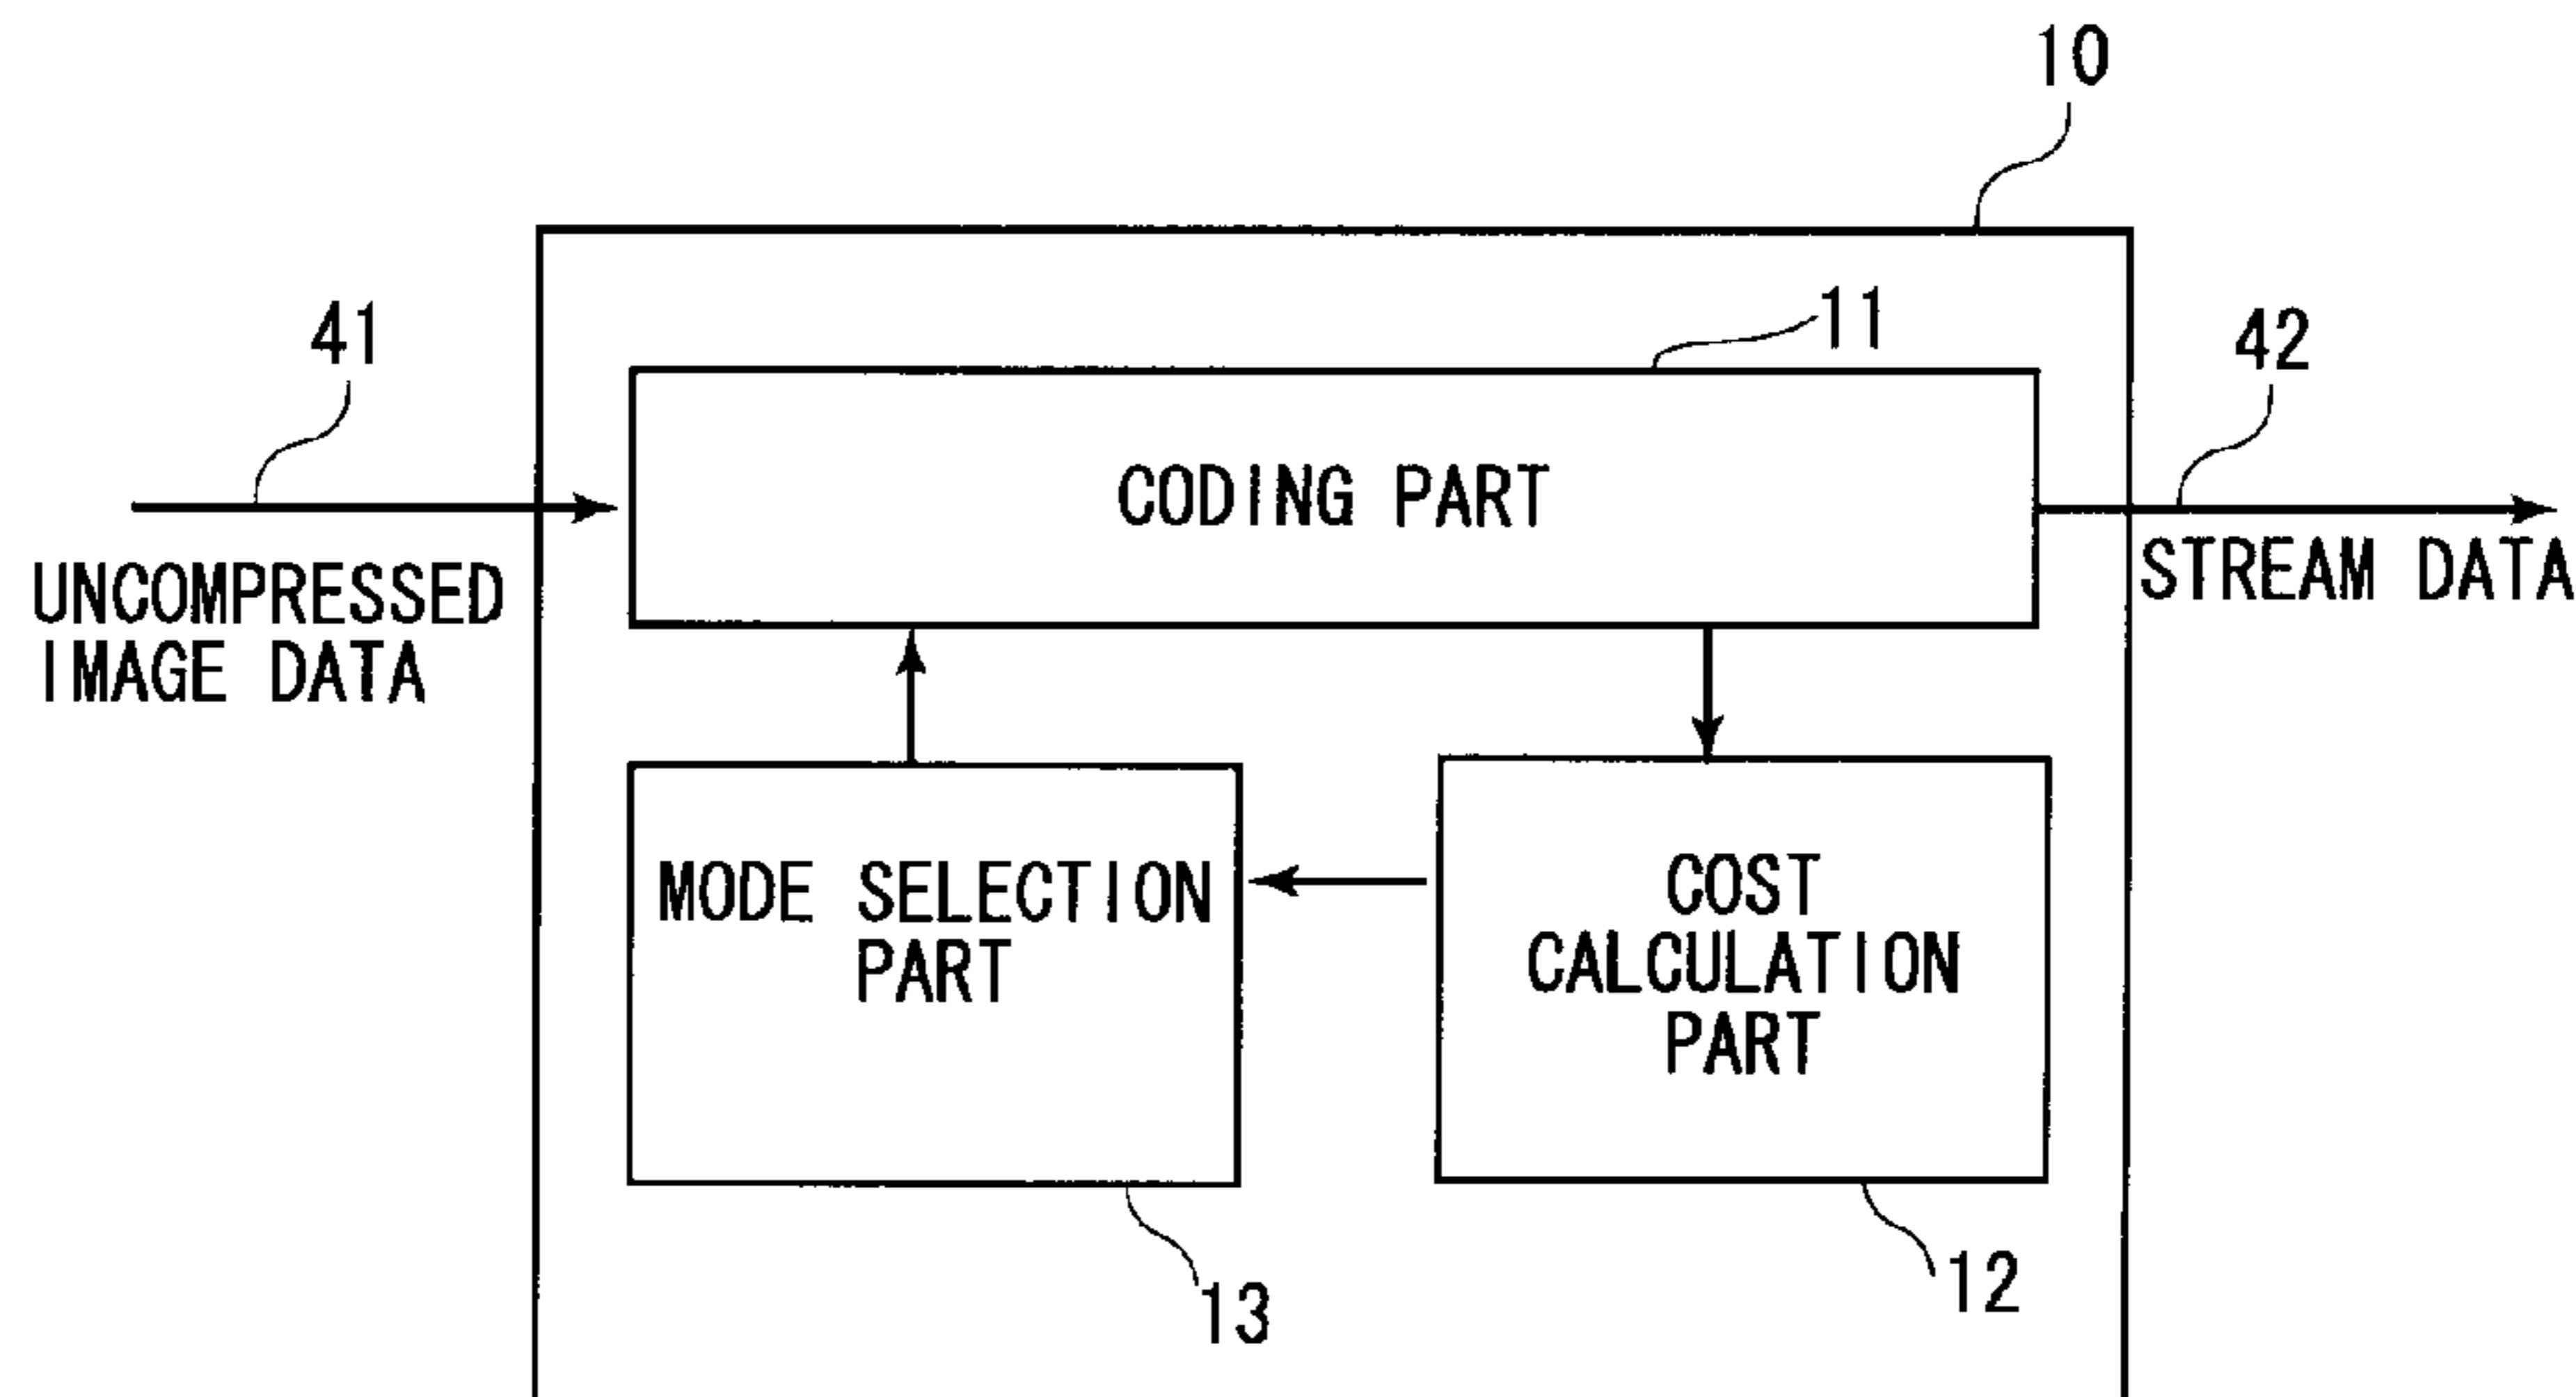 10
11
41
42
CODING PART
UNCOMPRESSED
IMAGE DATA
STREAM DATA
MODE SELECTION
PART
COST
CALCULATION
PART
13
12